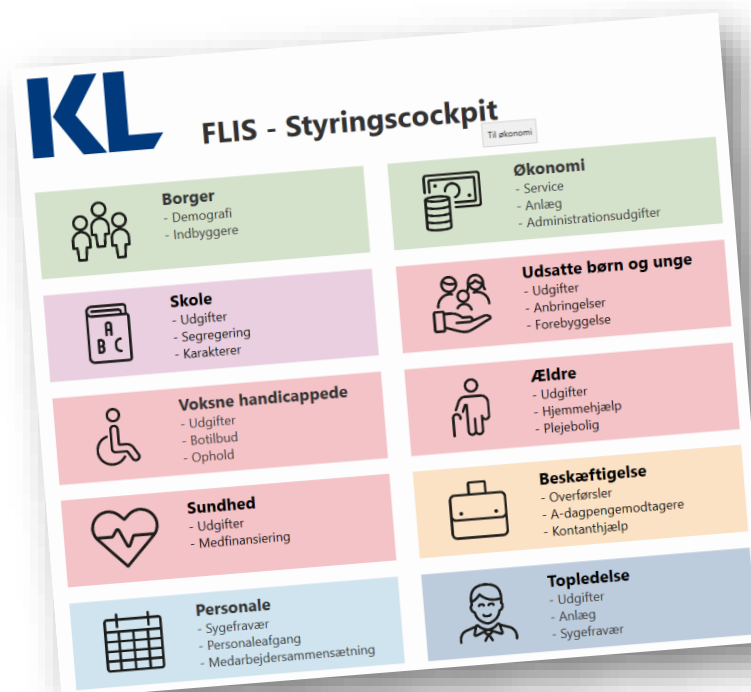 KL
FLIS - Styringscockpit
Til økonomi
Borger
- Demografi
- Indbyggere
Økonomi
- Service
- Anlæg
- Administrationsudgifter
Skole
- Udgifter
- Segregering
- Karakterer
A
B C
Udsatte børn og unge
- Udgifter
- Anbringelser
- Forebyggelse
Voksne handicappede
- Udgifter
- Botilbud
- Ophold
Ældre
- Udgifter
- Hjemmehjælp
- Plejebolig
Sundhed
- Udgifter
- Medfinansiering
Beskæftigelse
- Overførsler
- A-dagpengemodtagere
- Kontanthjælp
Personale
- Sygefravær
- Personaleafgang
- Medarbejdersammensætning
Topledelse
- Udgifter
- Anlæg
- Sygefravær